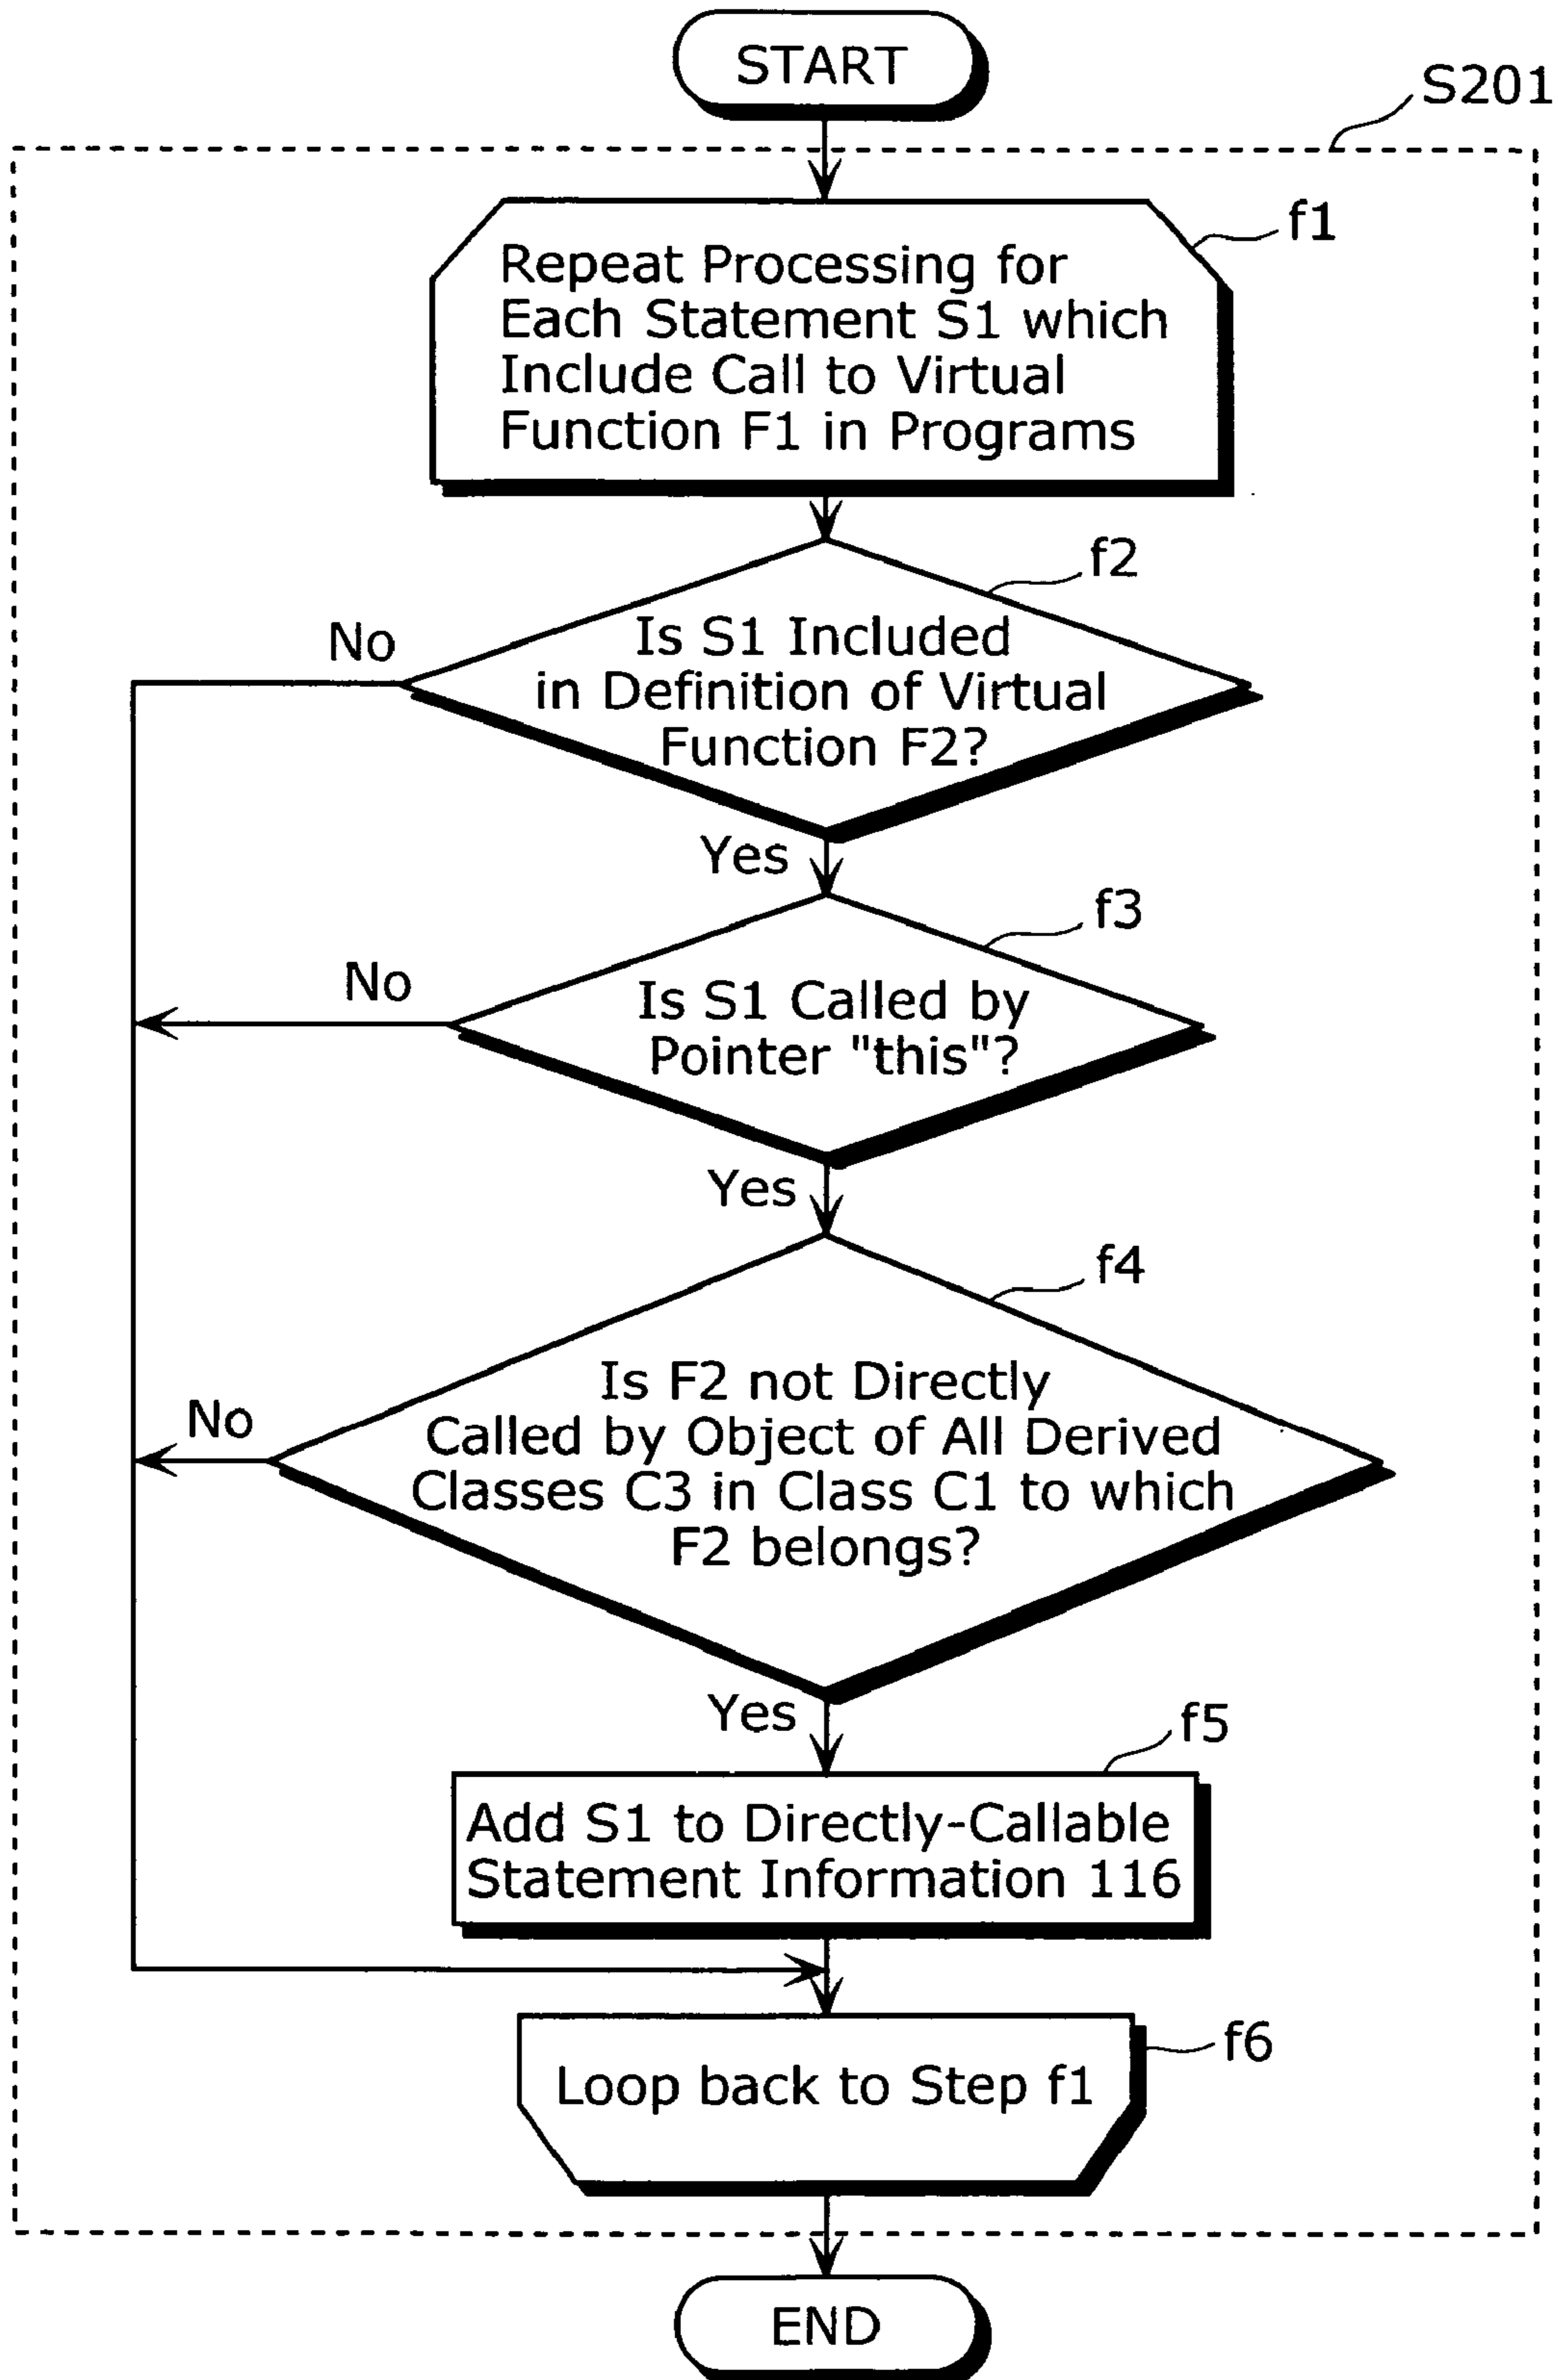 START
S201
f1
Repeat Processing for
Each Statement S1 which
Include Call to Virtual
Function F1 in Programs
f2
No
Is S1 Included
in Definition of Virtual
Function F2?
Yes
f3
No
Is S1 Called by
Pointer "this"?
Yes
f4
No
Is F2 not Directly
Called by Object of All Derived
Classes C3 in Class C1 to which
F2 belongs?
Yes
f5
Add S1 to Directly-Callable
Statement Information 116
f6
Loop back to Step f1
END